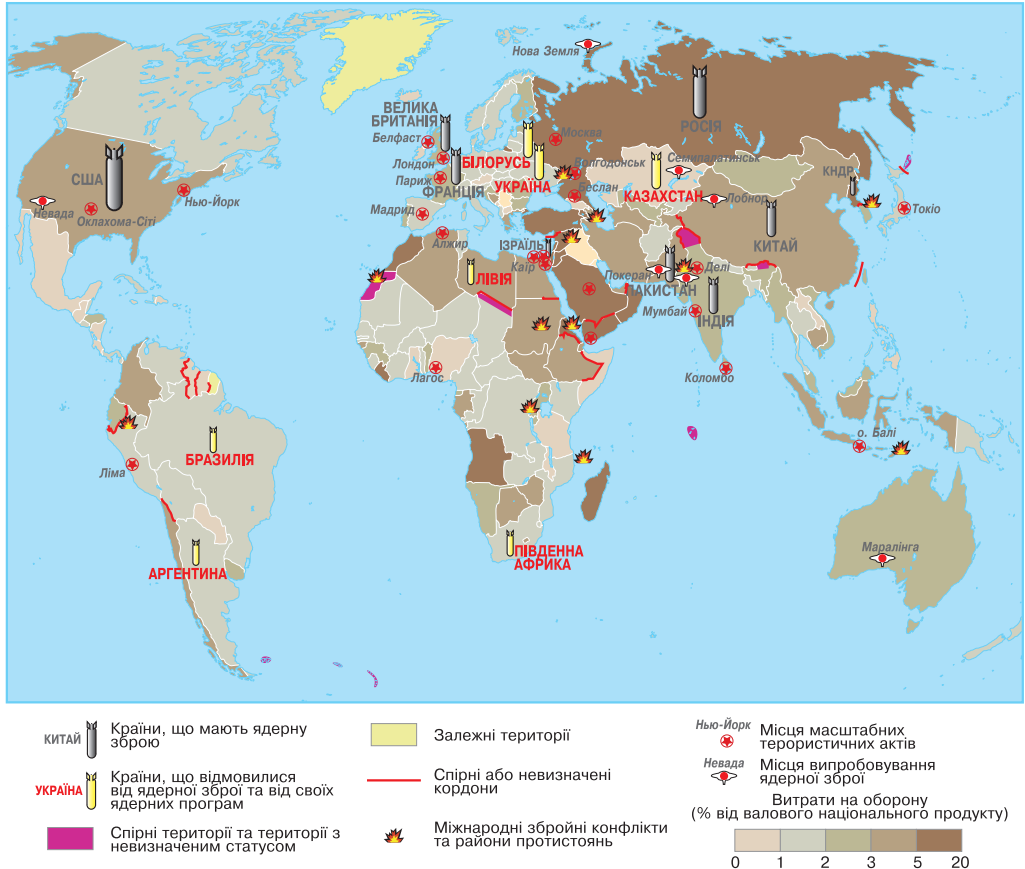 Нова Земля
ВЕЛИКА
БРИТАНІЯ
Белфаст
РОСІЯ
Москва
Лондон
БІЛОРУСЬ
Париж
ФРАНЦІЯ
УКРАЇНА
Волгодонськ
Семипалатинськ
КНДР
США
Беслан
КАЗАХСТАН
Лобнор
Невада
Оклахома-Сіті
Нью-Йорк
Мадрид
Токіо
Алжир
ІЗРАЇЛЬ
КИТАЙ
Каїр
ЛІВІЯ
Покеран
Делі
ПАКИСТАН
Мумбай
ІНДІЯ
Лагос
Коломбо
о. Балі
БРАЗИЛІЯ
Ліма
Маралінга
ПІВДЕННА
АФРИКА
АРГЕНТИНА
КИТАЙ
Країни, що мають ядерну
зброю
УКРАЇНА
Країни, що відмовилися
від ядерної зброї та від своїх
ядерних програм
Спірні території та території з
невизначеним статусом
Залежні території
Спірні або невизначені
кордони
Міжнародні збройні конфлікти
та райони протистоянь
Нью-Йорк
Місця масштабних
терористичних актів
Невада
Місця випробовування
ядерної зброї
Витрати на оборону
(% від валового національного продукту)
0 1 2 3 5 20